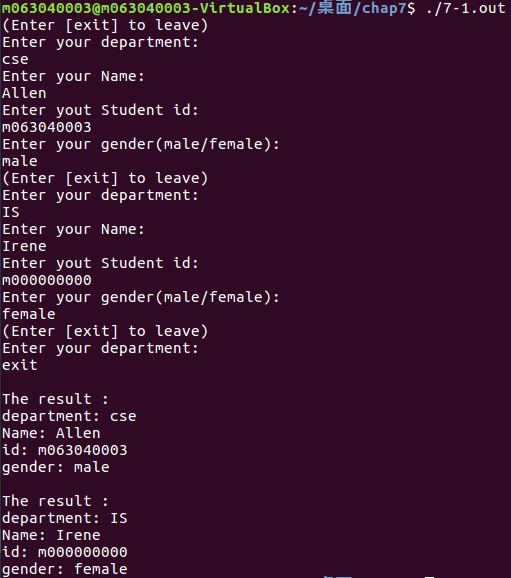 m063040003@m063040003-VirtualBox:~/桌面/chap7$ ./7-1.out
(Enter [exit] to leave)
Enter your department:
cse
Enter your Name:
Allen
Enter yout Student id:
m063040003
Enter your gender(male/female):
male
(Enter [exit] to leave)
Enter your department:
IS
Enter your Name:
Irene
Enter yout Student id:
m000000000
Enter your gender(male/female):
female
(Enter [exit] to leave)
Enter your department:
exit
The result :
department: cse
Name: Allen
id: m063040003
gender: male
The result :
department: IS
Name: Irene
id: m000000000
gender: female